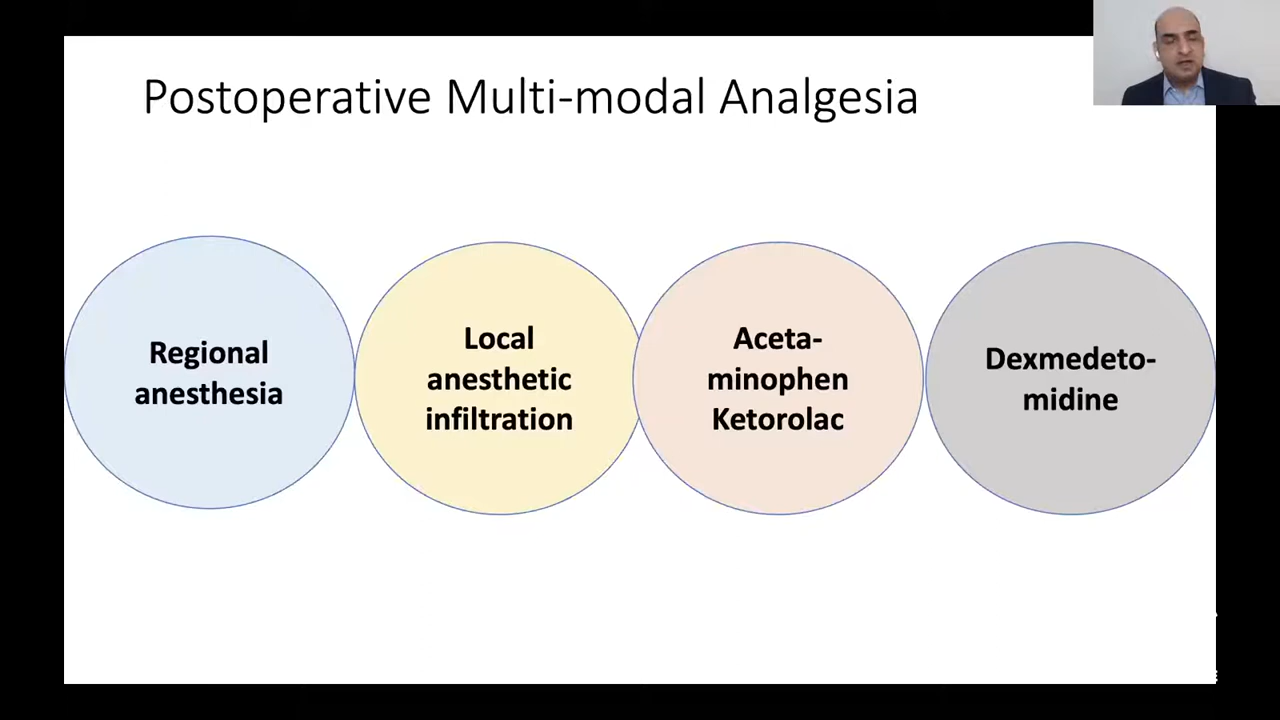 Postoperative Multi-modal Analgesia
Regional
anesthesia
Local
anesthetic
infiltration
Aceta-
minophen
Ketorolac
Dexmedeto-
midine